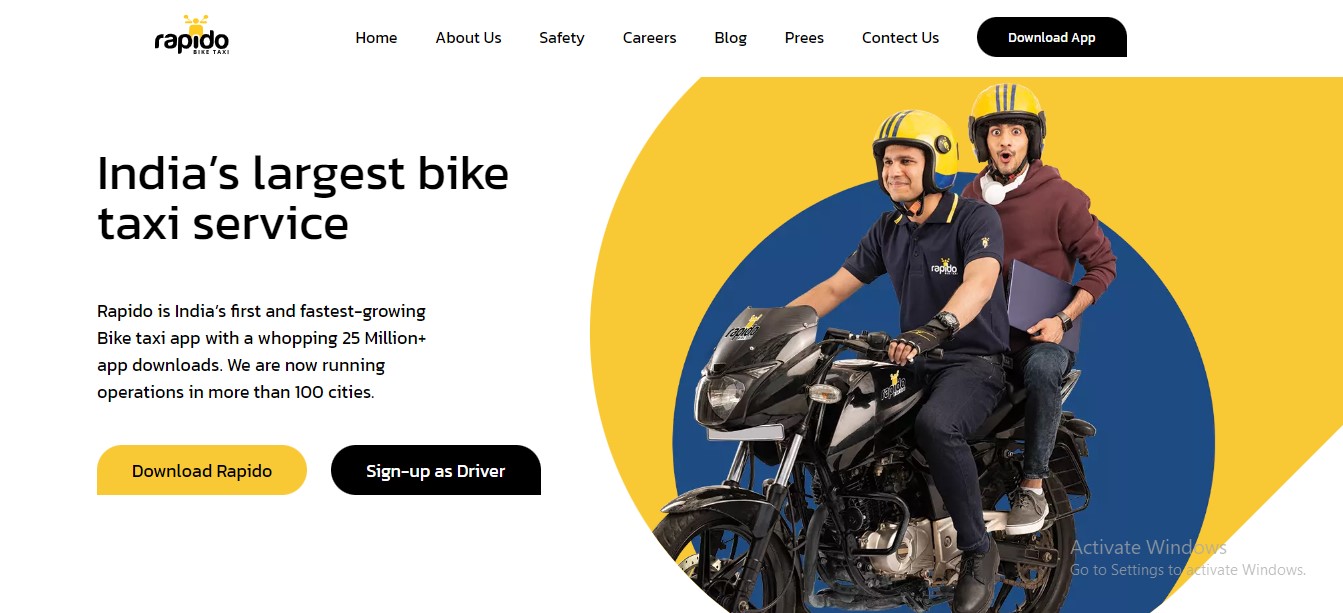 rapido
BIKE TAXI
Home
About Us
Safety
Careers
Blog
Prees
Contect Us
Download App
India’s largest bike
taxi service
Rapido is India’s first and fastest-growing
Bike taxi app with a whopping 25 Million+
app downloads. We are now running
operations in more than 100 cities.
Download Rapido
Sign-up as Driver
rapido
rapido
rapido
Activate Windows
Go to Settings to activate Windows.